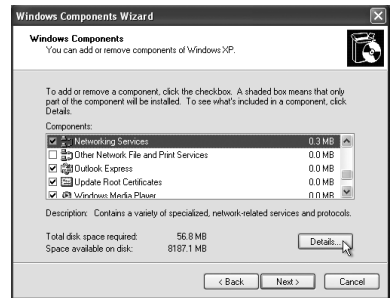 Windows Components Wizard
Windows Components
You can add or remove components of Windows XP.
To add or remove a component, click the checkbox. A shaded box means that only
part of the component will be installed. To see what's included in a component, click
Details.
Components:
Networking Services 0.3 MB
Other Network File and Print Services 0.0 MB
Outlook Express 0.0 MB
Update Root Certificates 0.0 MB
Windows Media Player 0.0 MB
Description: Contains a variety of specialized, network-related services and protocols.
Total disk space required: 56.8 MB
Space available on disk: 8187.1 MB
Details...
< Back
Next >
Cancel